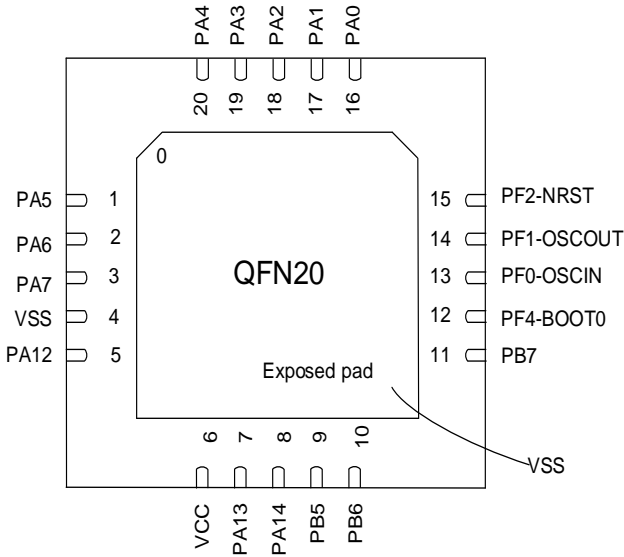 PA4 PA3 PA2 PA1 PA0
20 19 18 17 16
0
PA5 1
PA6 2
PA7 3
VSS 4
PA12 5
QFN20
Exposed pad
15 PF2-NRST
14 PF1-OSCOUT
13 PF0-OSCIN
12 PF4-BOOT0
11 PB7
6 7 8 9 10
VCC PA13 PA14 PB5 PB6
VSS